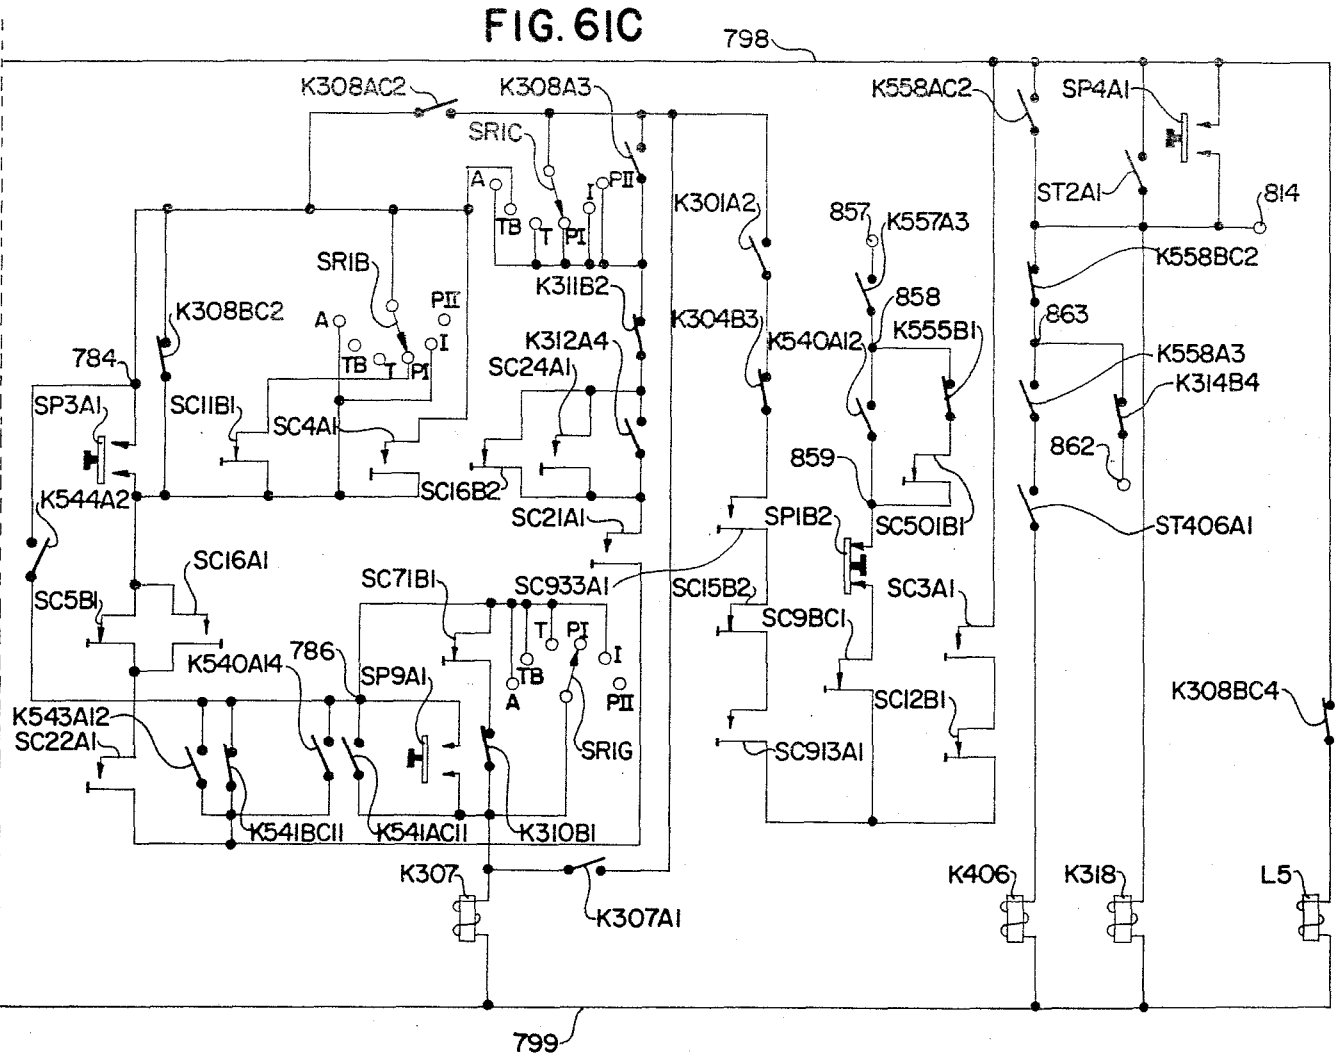 FIG. 61C
798
K308AC2
K308A3
K558AC2
SP4A1
SR1C
A
TB
T
PI
I
PII
K301A2
857
K557A3
ST2A1
814
SR1B
K311B2
K558BC2
K308BC2
A
TB
T
PI
I
PII
K304B3
858
K555B1
863
784
K312A4
K540A12
K558A3
SP3A1
SC11B1
SC4A1
SC24A1
K314B4
859
862
K544A2
SC16B2
SC21A1
SP1B2
SC501B1
ST406A1
SC16A1
SC71B1
SC933A1
SC15B2
SC3A1
SC5B1
SC9BC1
K540A14
786
SP9A1
T
PI
I
TB
A
PII
SC12B1
K308BC4
K543A12
SC22A1
SR1G
SC913A1
K541BC11
K541AC11
K310B1
K307
K406
K318
L5
K307A1
799